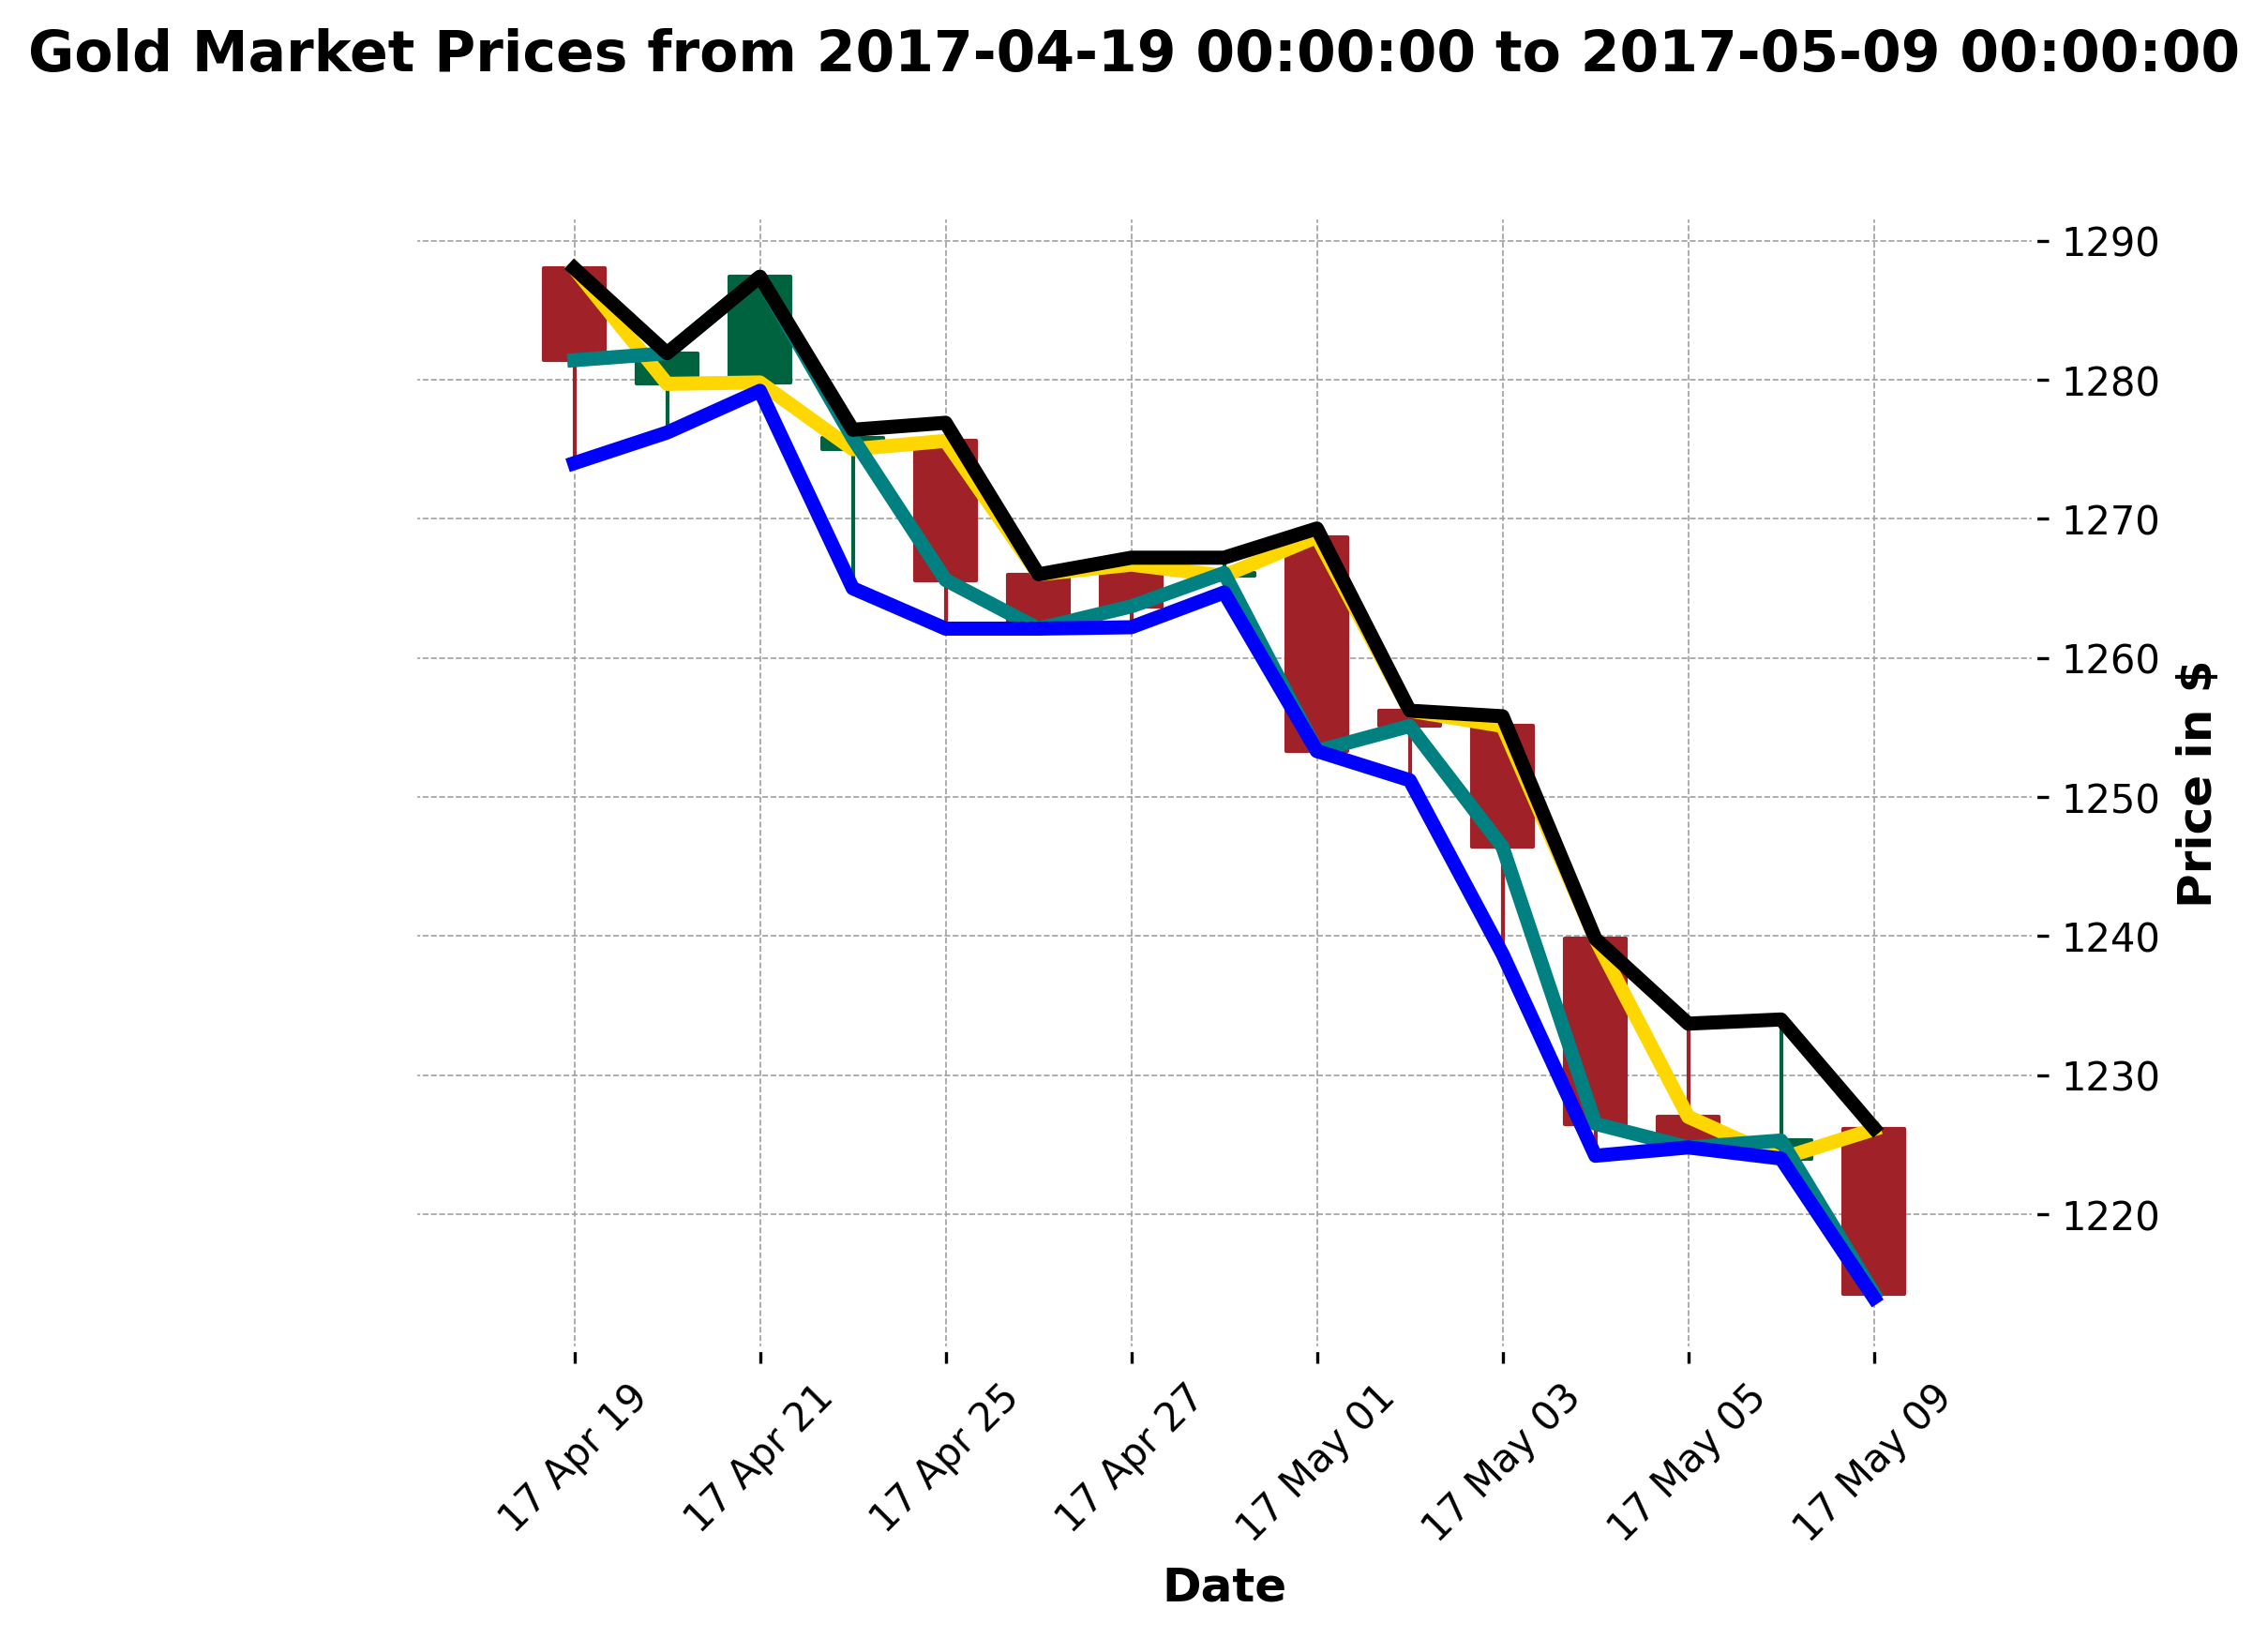 Gold Market Prices from 2017-04-19 00:00:00 to 2017-05-09 00:00:00
1290
1280
1270
1260
1250
1240
1230
1220
Price in $
17 Apr 19
17 Apr 21
17 Apr 25
17 Apr 27
17 May 01
17 May 03
17 May 05
17 May 09
Date